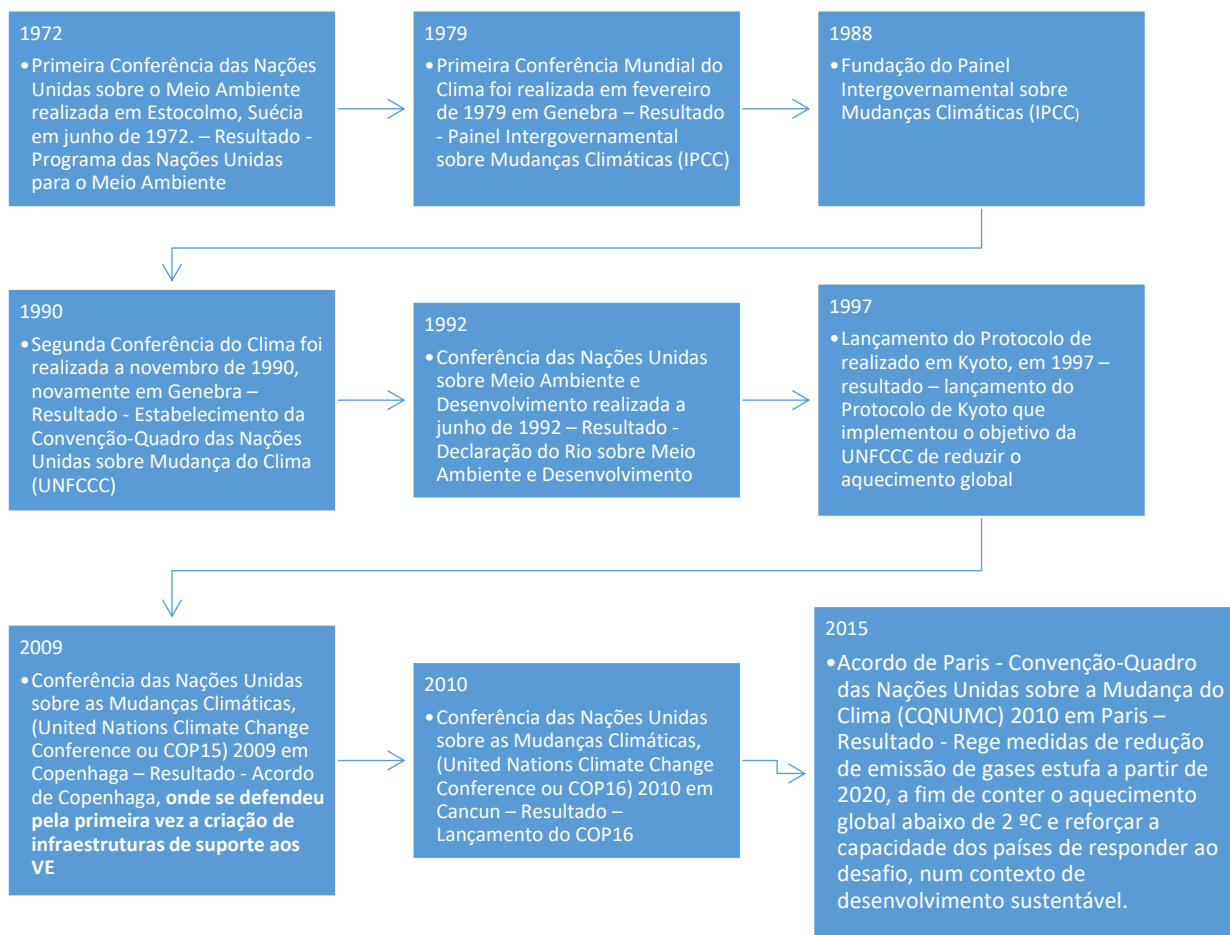 1972
•Primeira Conferência das Nações
Unidas sobre o Meio Ambiente
realizada em Estocolmo, Suécia
em junho de 1972. – Resultado -
Programa das Nações Unidas
para o Meio Ambiente
1979
•Primeira Conferência Mundial do
Clima foi realizada em fevereiro
de 1979 em Genebra – Resultado
- Painel Intergovernamental
sobre Mudanças Climáticas (IPCC)
1988
•Fundação do Painel
Intergovernamental sobre
Mudanças Climáticas (IPCC)
1990
•Segunda Conferência do Clima foi
realizada a novembro de 1990,
novamente em Genebra –
Resultado - Estabelecimento da
Convenção-Quadro das Nações
Unidas sobre Mudança do Clima
(UNFCCC)
1992
•Conferência das Nações Unidas
sobre Meio Ambiente e
Desenvolvimento realizada a
junho de 1992 – Resultado -
Declaração do Rio sobre Meio
Ambiente e Desenvolvimento
1997
•Lançamento do Protocolo de
realizado em Kyoto, em 1997 –
resultado – lançamento do
Protocolo de Kyoto que
implementou o objetivo da
UNFCCC de reduzir o
aquecimento global
2009
•Conferência das Nações Unidas
sobre as Mudanças Climáticas,
(United Nations Climate Change
Conference ou COP15) 2009 em
Copenhaga – Resultado - Acordo
de Copenhaga, onde se defendeu
pela primeira vez a criação de
infraestruturas de suporte aos
VE
2010
•Conferência das Nações Unidas
sobre as Mudanças Climáticas,
(United Nations Climate Change
Conference ou COP16) 2010 em
Cancun – Resultado –
Lançamento do COP16
2015
•Acordo de Paris - Convenção-Quadro
das Nações Unidas sobre a Mudança do
Clima (CQNUMC) 2010 em Paris –
Resultado - Rege medidas de redução
de emissão de gases estufa a partir de
2020, a fim de conter o aquecimento
global abaixo de 2 ºC e reforçar a
capacidade dos países de responder ao
desafio, num contexto de
desenvolvimento sustentável.